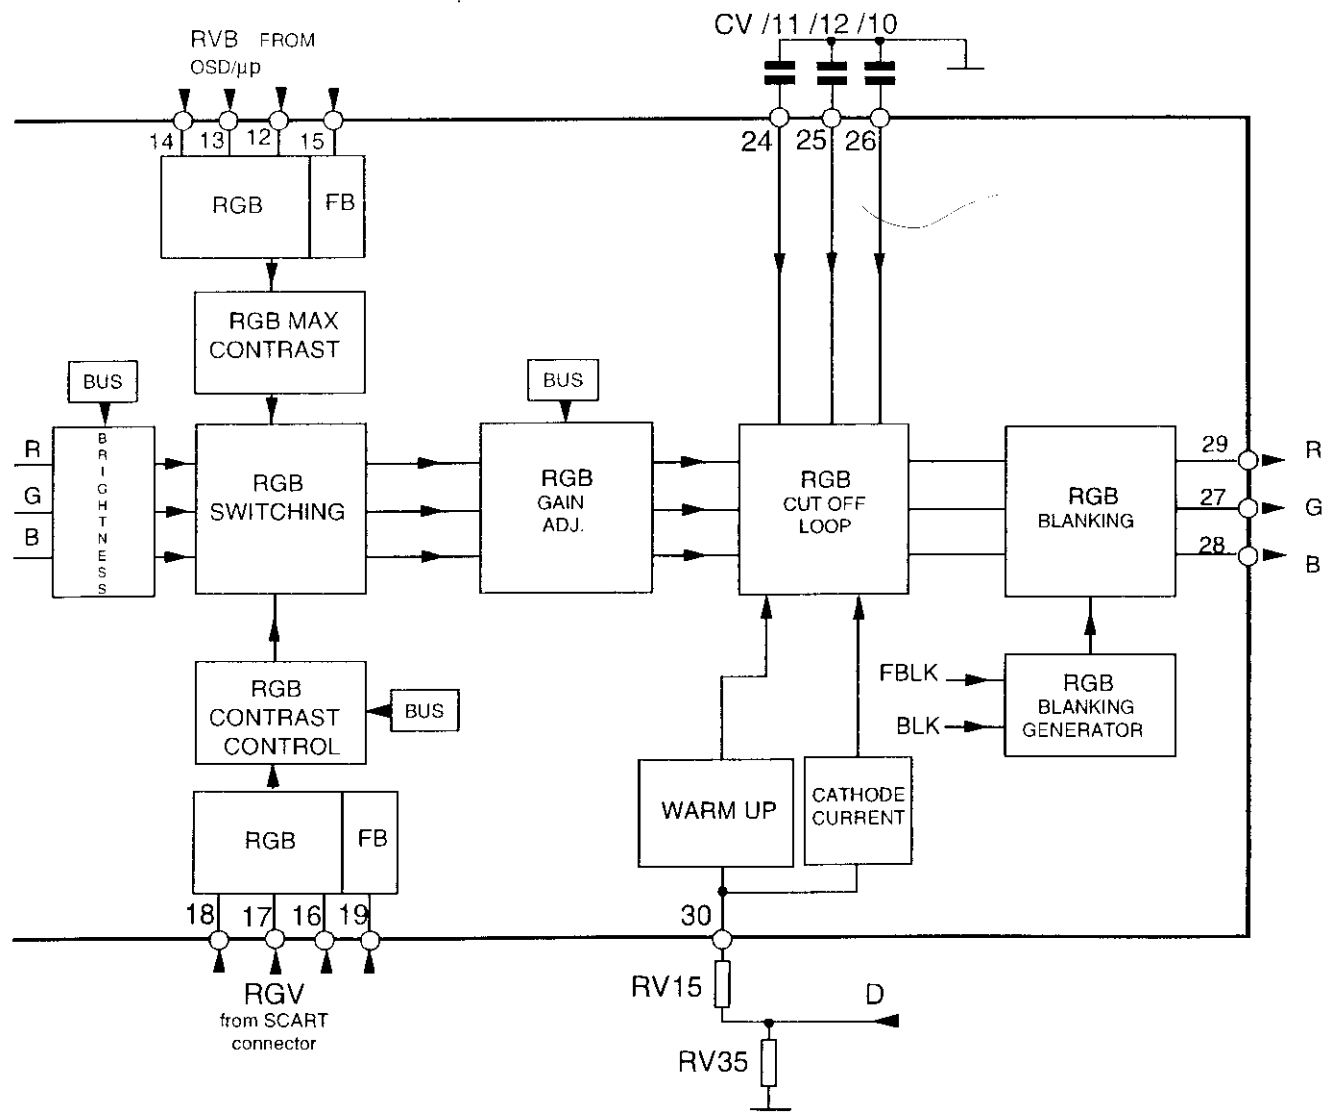 CV /11 /12 /10
RVB FROM
OSD/µp
14 13 12 15
24 25 26
RGB
FB
RGB MAX
CONTRAST
BUS
BUS
R
G
B
BRIGHTNESS
RGB
SWITCHING
RGB
GAIN
ADJ.
RGB
CUT OFF
LOOP
RGB
BLANKING
29
27
28
R
G
B
RGB
CONTRAST
CONTROL
BUS
FBLK
BLK
RGB
BLANKING
GENERATOR
WARM UP
CATHODE
CURRENT
RGB
FB
18 17 16 19
30
RGV
from SCART
connector
RV15
D
RV35